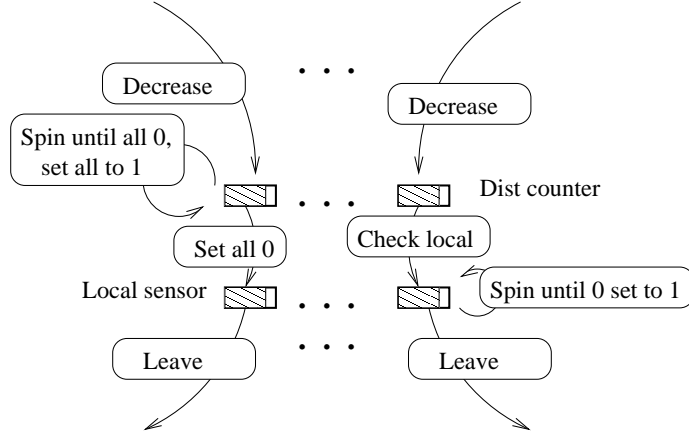 Decrease
Decrease
Spin until all 0,
set all to 1
Dist counter
Set all 0
Check local
Local sensor
Spin until 0 set to 1
Leave
Leave